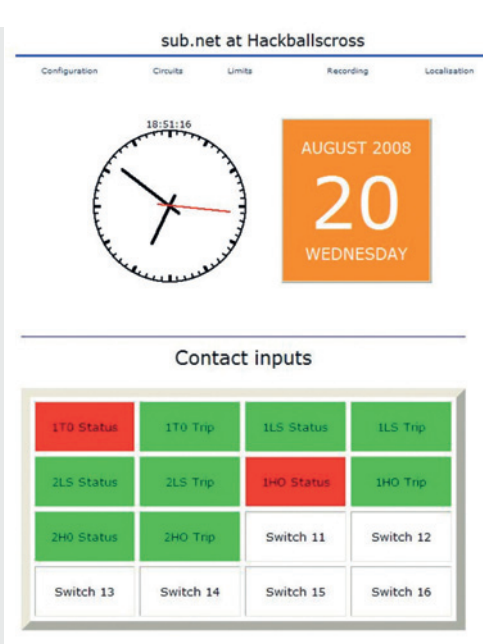 sub.net at Hackballscross
Configuration Circuits Limits Recording Localisation
18:51:16
AUGUST 2008
20
WEDNESDAY
Contact inputs
1T0 Status 1T0 Trip 1LS Status 1LS Trip
2LS Status 2LS Trip 1HO Status 1HO Trip
2HO Status 2HO Trip Switch 11 Switch 12
Switch 13 Switch 14 Switch 15 Switch 16